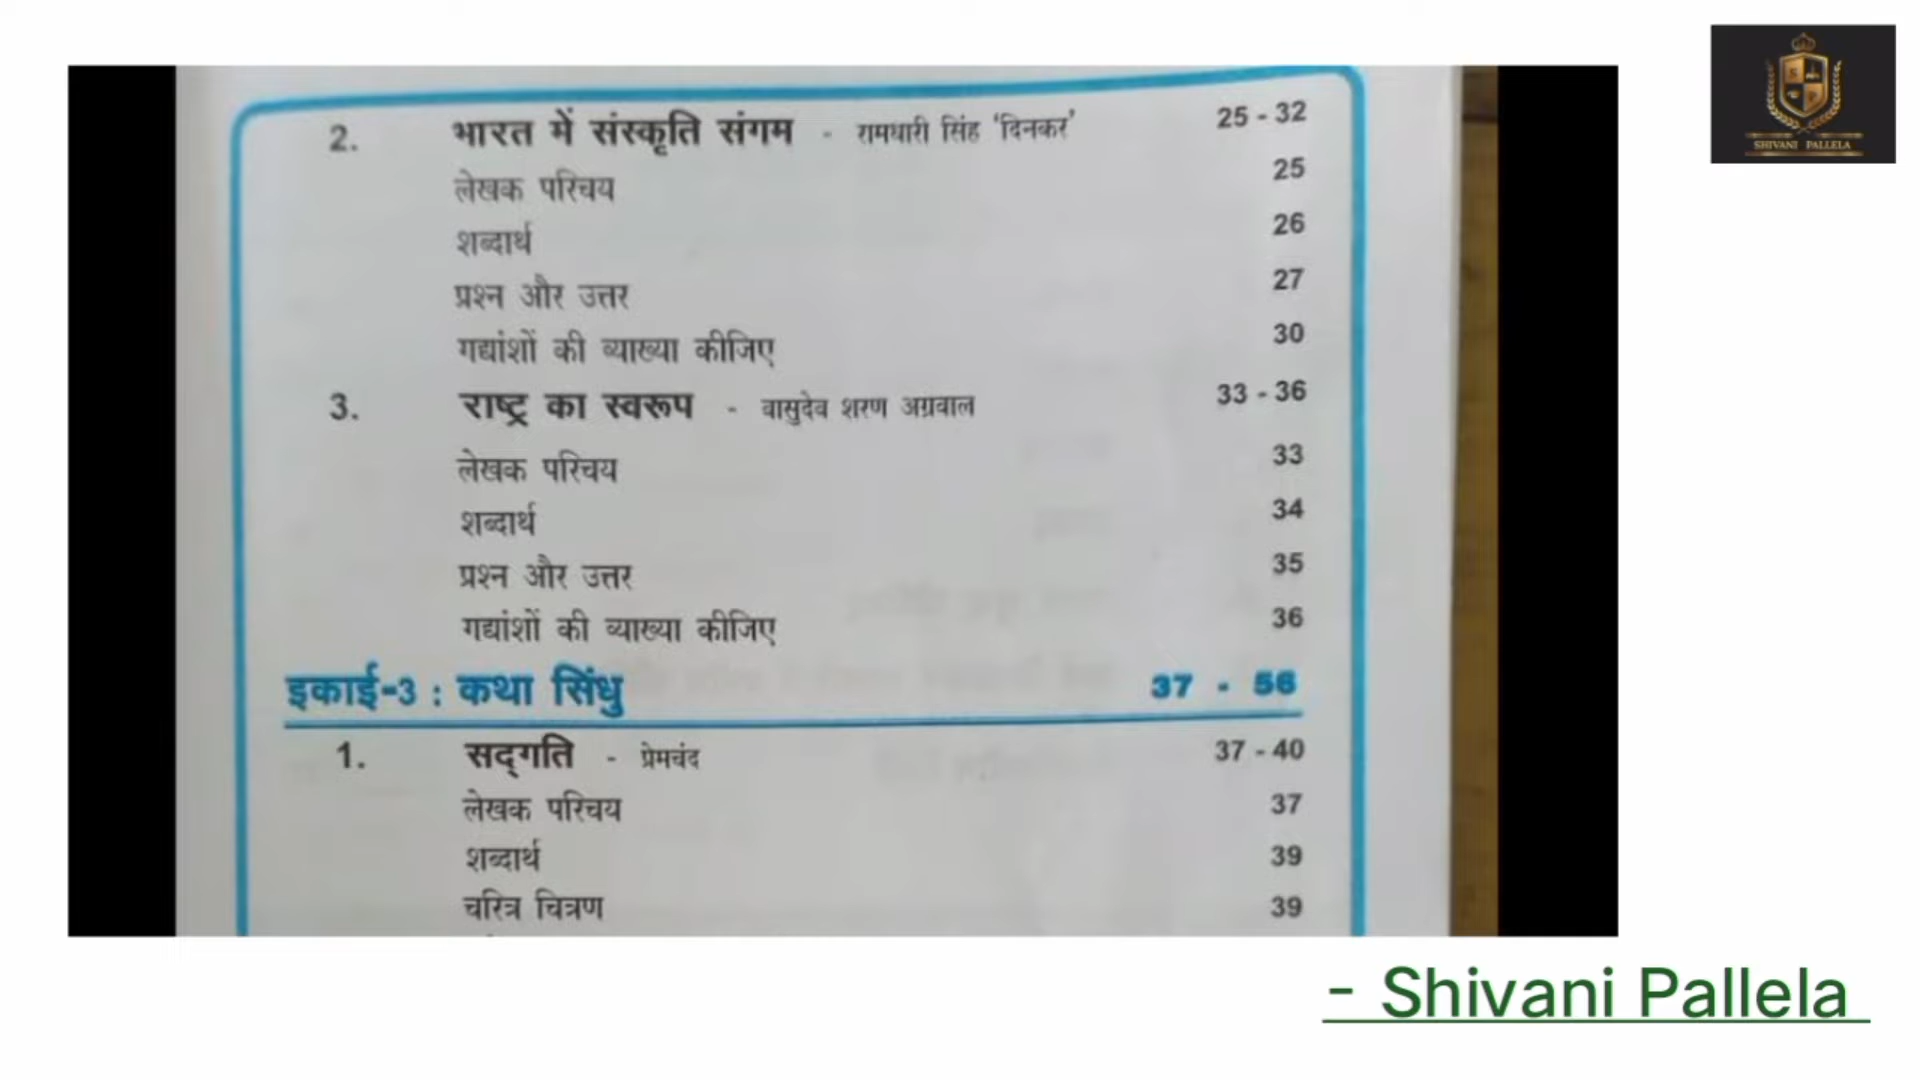 SHIVANI PALLELA
2. भारत में संस्कृति संगम - रामधारी सिंह 'दिनकर' 25 - 32
लेखक परिचय 25
शब्दार्थ 26
प्रश्न और उत्तर 27
गद्यांशों की व्याख्या कीजिए 30
3. राष्ट्र का स्वरूप - वासुदेव शरण अग्रवाल 33 - 36
लेखक परिचय 33
शब्दार्थ 34
प्रश्न और उत्तर 35
गद्यांशों की व्याख्या कीजिए 36
इकाई-3 : कथा सिंधु 37 - 56
1. सद्‌गति - प्रेमचंद 37 - 40
लेखक परिचय 37
शब्दार्थ 39
चरित्र चित्रण 39
- Shivani Pallela